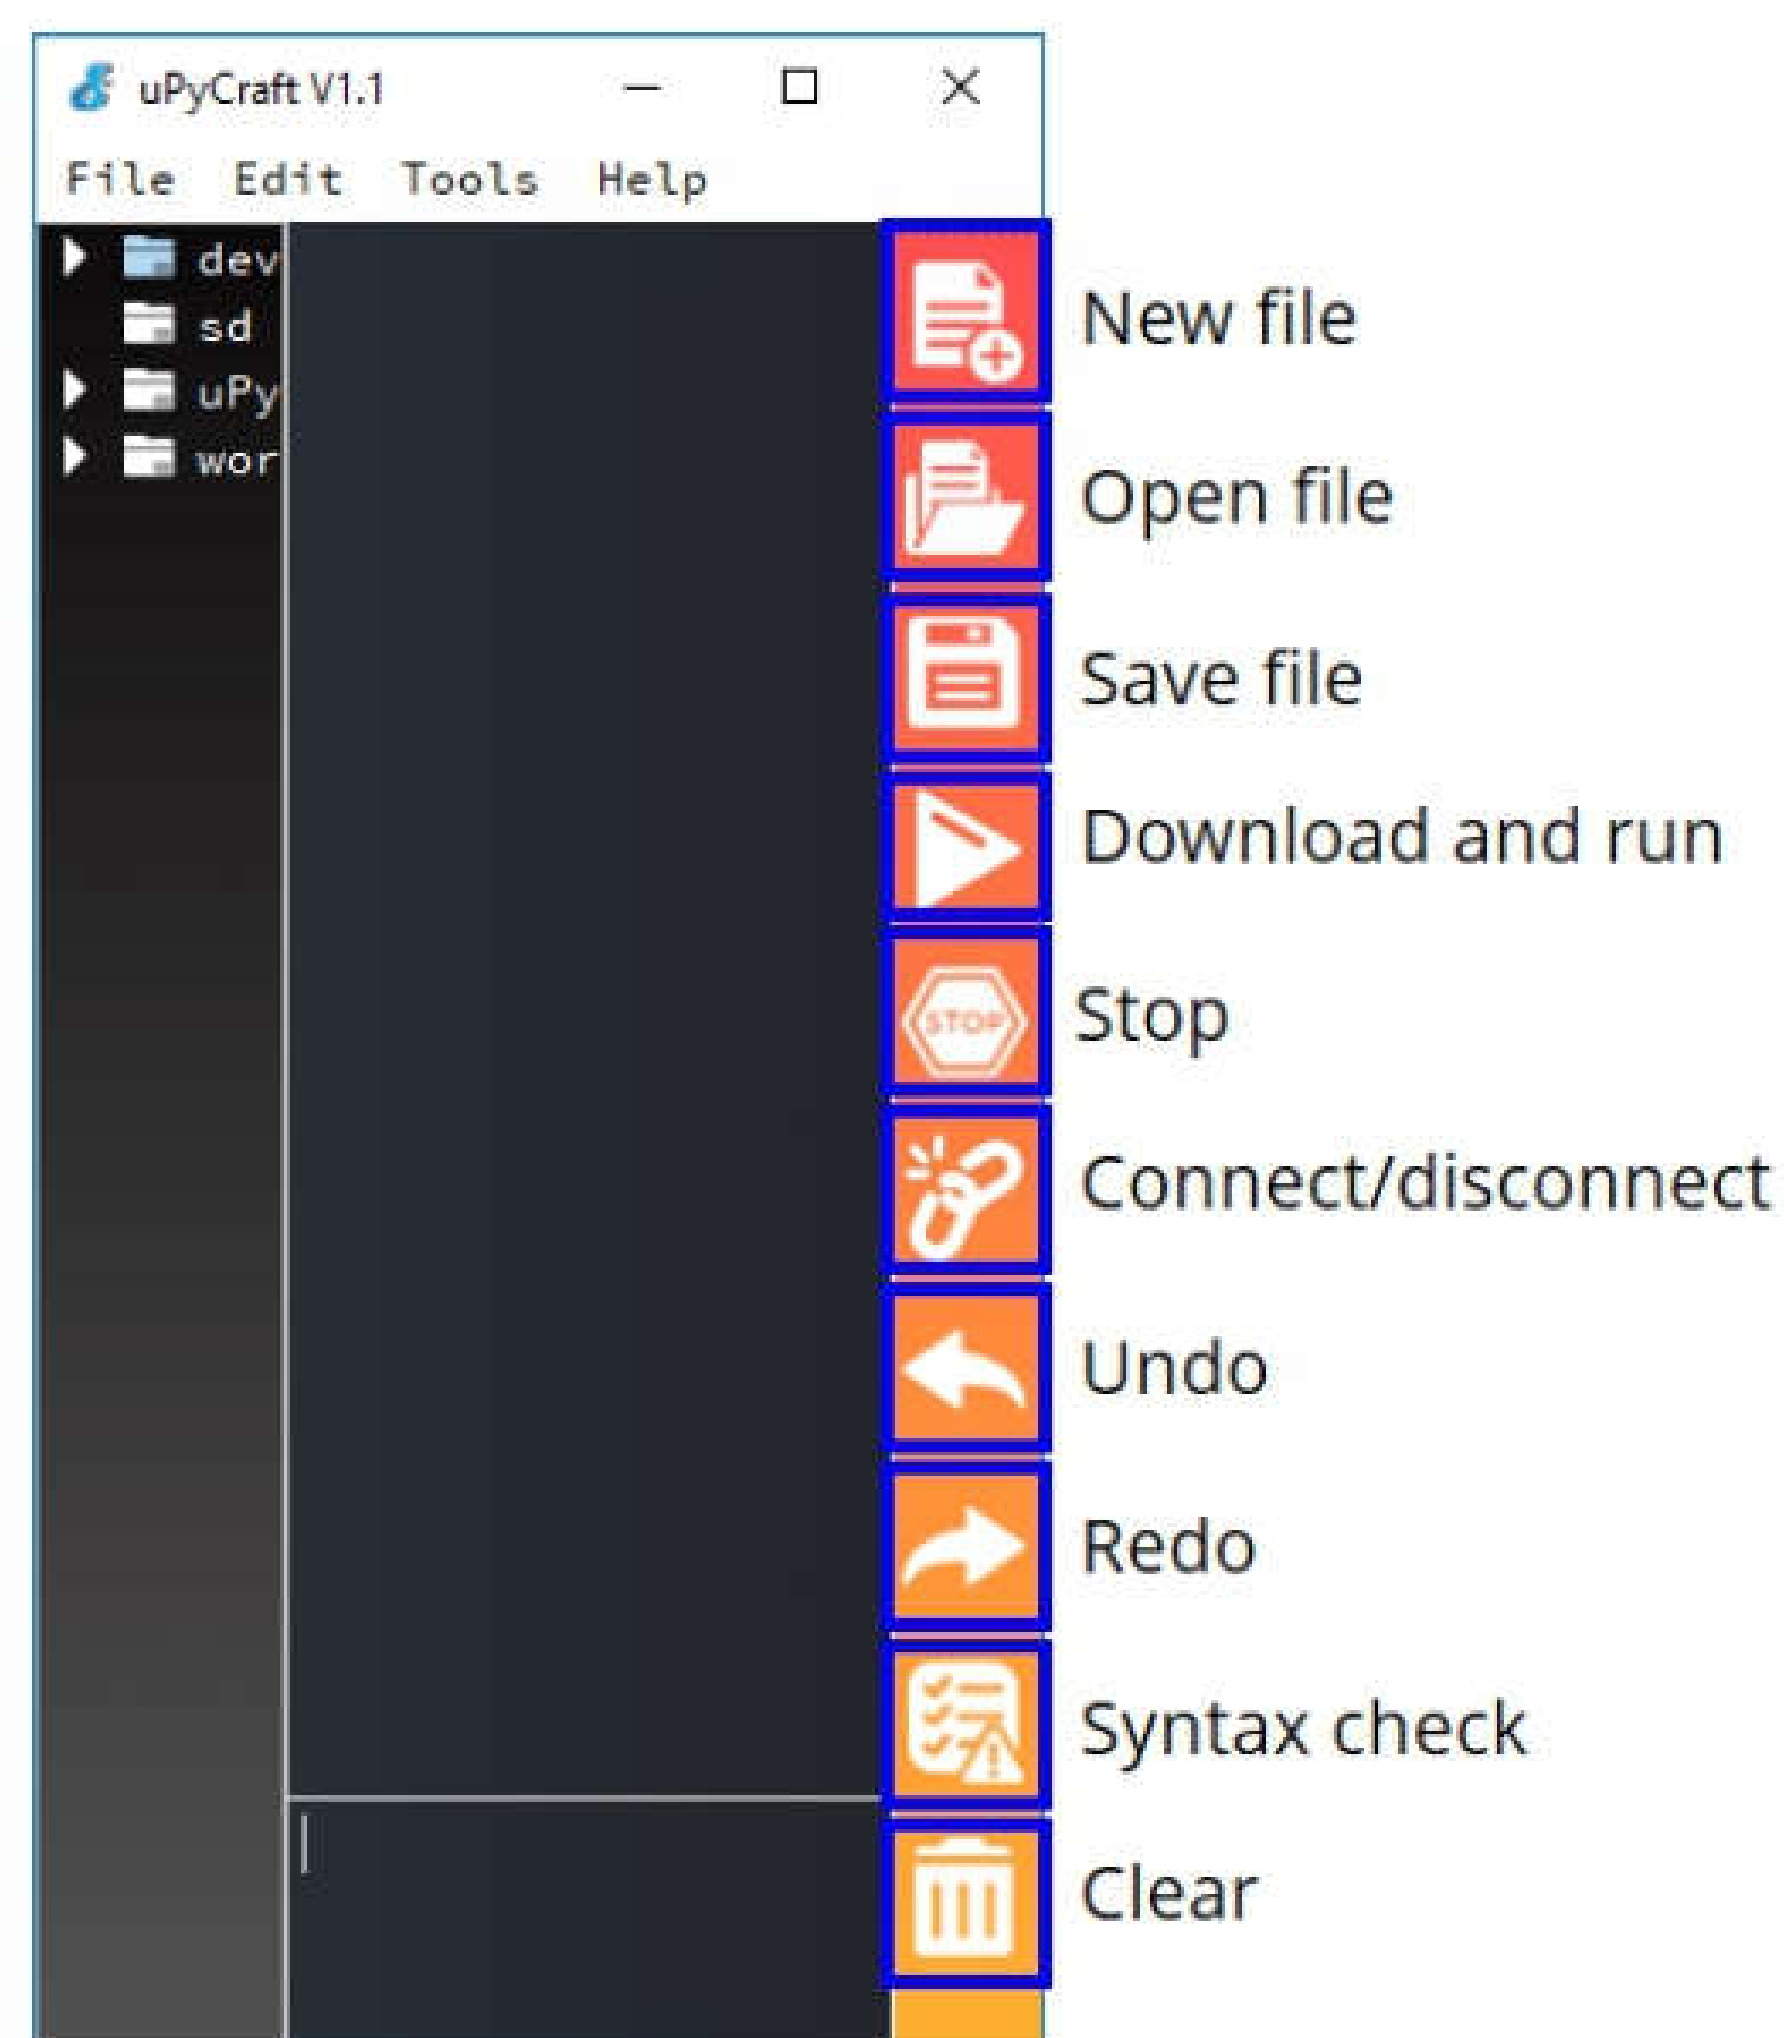 uPyCraft V1.1
File Edit Tools Help
dev
sd
uPy
wor
New file
Open file
Save file
Download and run
STOP
Stop
Connect/disconnect
Undo
Redo
Syntax check
Clear